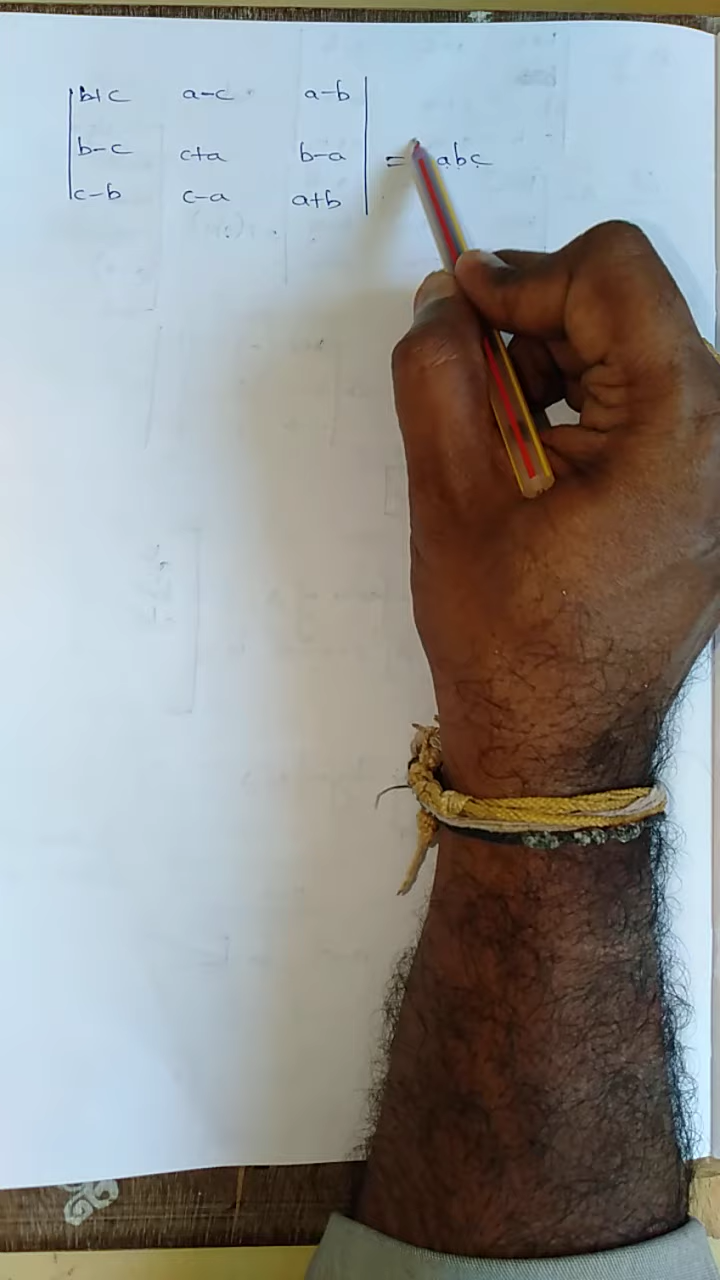 |b+c a-c a-b|
|b-c c+a b-a| = abc
|c-b c-a a+b|